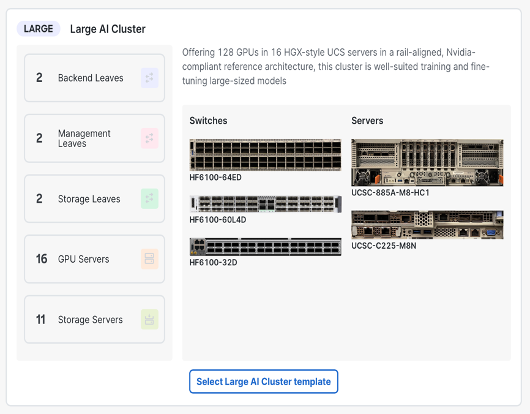 LARGE Large AI Cluster
2 Backend Leaves
2 Management
Leaves
2 Storage Leaves
16 GPU Servers
11 Storage Servers
Offering 128 GPUs in 16 HGX-style UCS servers in a rail-aligned, Nvidia-
compliant reference architecture, this cluster is well-suited training and fine-
tuning large-sized models
Switches
HF6100-64ED
HF6100-60L4D
HF6100-32D
Servers
UCSC-885A-M8-HC1
UCSC-C225-M8N
Select Large AI Cluster template